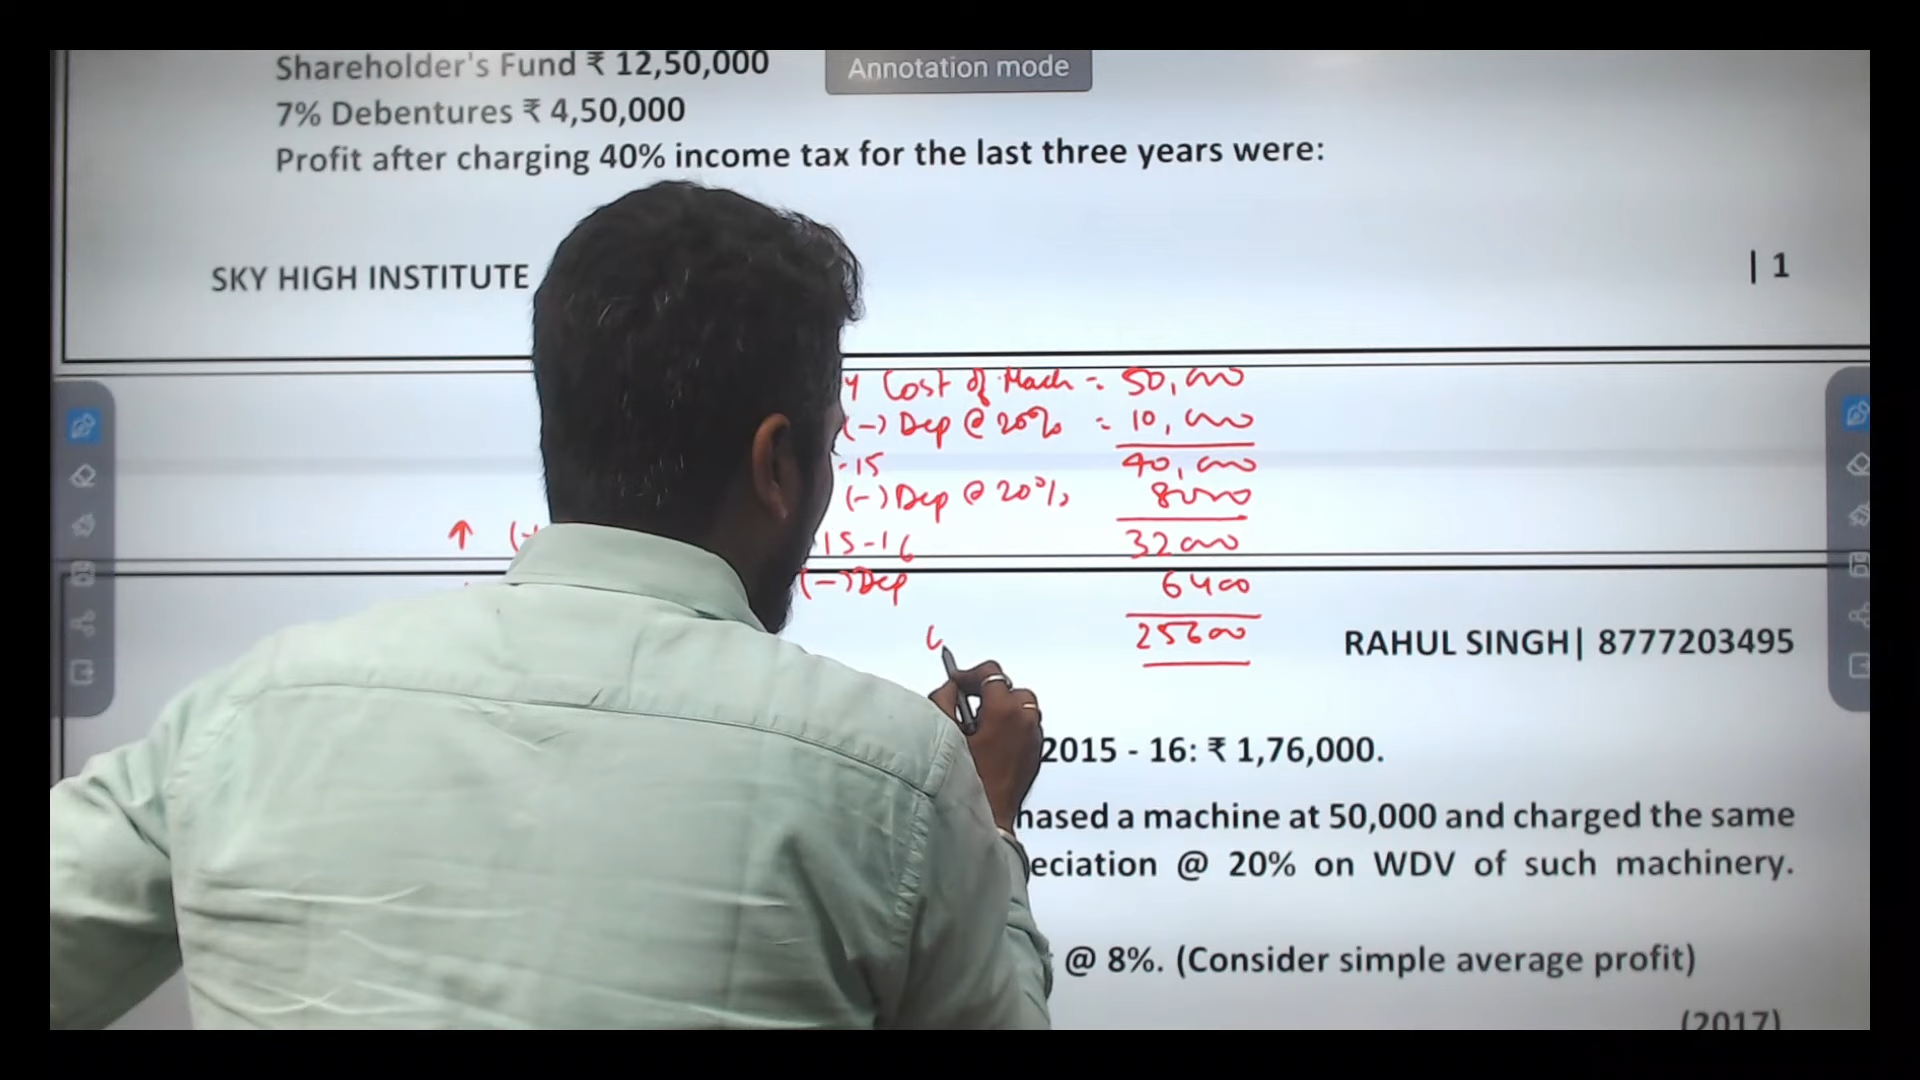 Shareholder's Fund ₹ 12,50,000
Annotation mode
7% Debentures ₹ 4,50,000
Profit after charging 40% income tax for the last three years were:
SKY HIGH INSTITUTE
| 1
Cost of Mach = 50,000
(-) Dep @ 20% = 10,000
-15 40,000
(-) Dep @ 20% 8000
↑ 15-16 32000
(-) Dep 6400
25600
RAHUL SINGH| 8777203495
2015 - 16: ₹ 1,76,000.
hased a machine at 50,000 and charged the same
eciation @ 20% on WDV of such machinery.
@ 8%. (Consider simple average profit)
(2017)